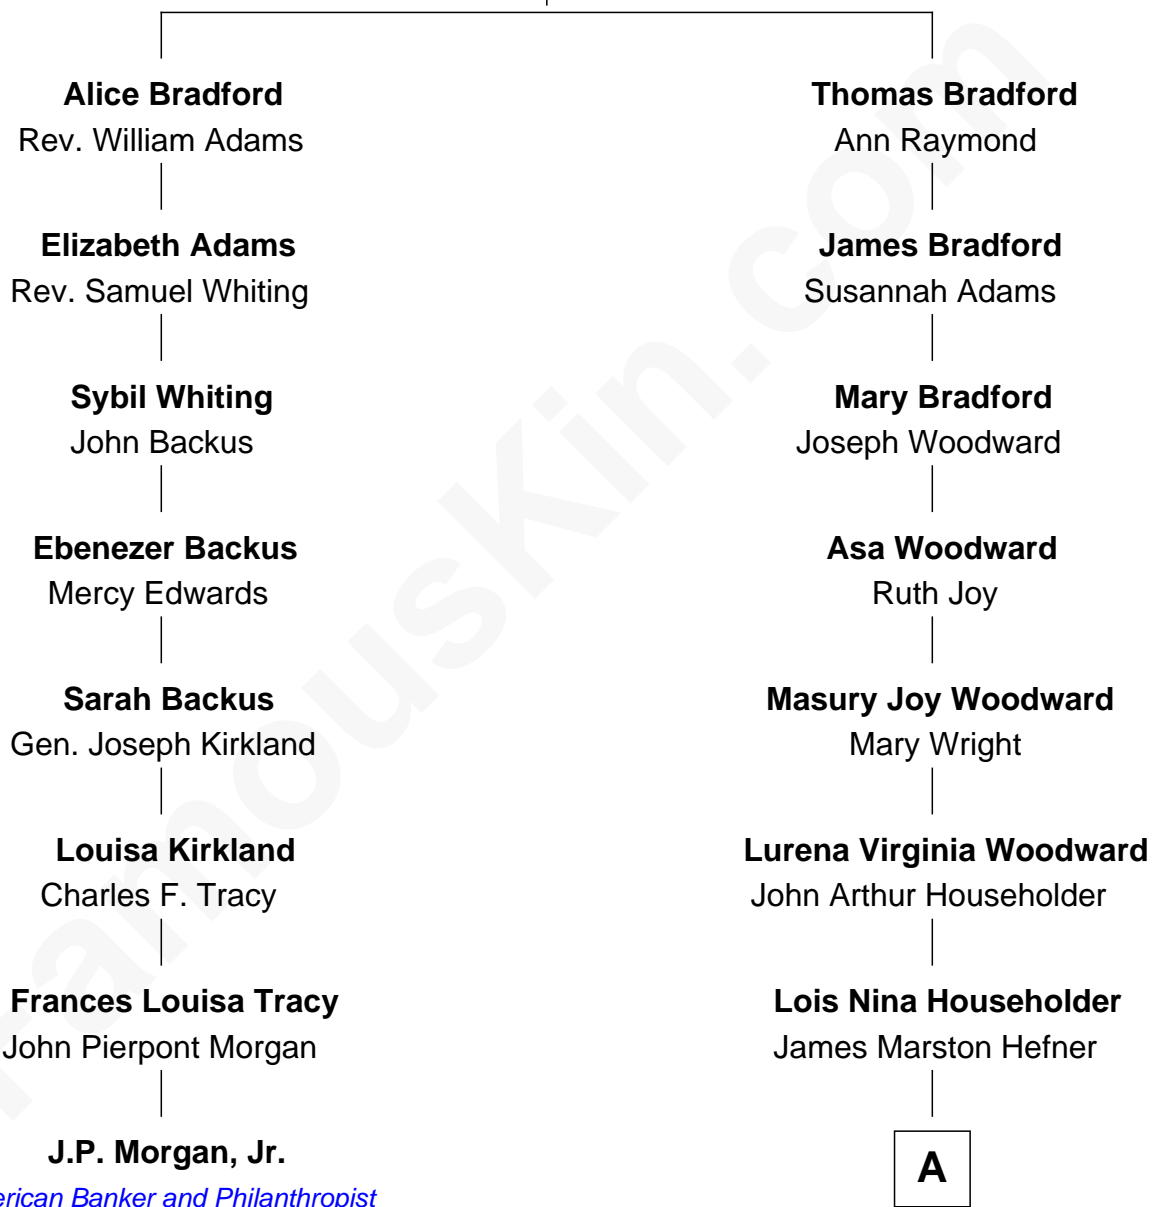 Alice Bradford
Rev. William Adams
Elizabeth Adams
Rev. Samuel Whiting
Sybil Whiting
John Backus
Ebenezer Backus
Mercy Edwards
Sarah Backus
Gen. Joseph Kirkland
Louisa Kirkland
Charles F. Tracy
Frances Louisa Tracy
John Pierpont Morgan
J.P. Morgan, Jr.
erican Banker and Philanthropist
Thomas Bradford
Ann Raymond
James Bradford
Susannah Adams
Mary Bradford
Joseph Woodward
Asa Woodward
Ruth Joy
Masury Joy Woodward
Mary Wright
Lurena Virginia Woodward
John Arthur Householder
Lois Nina Householder
James Marston Hefner
A
FamousKin.com